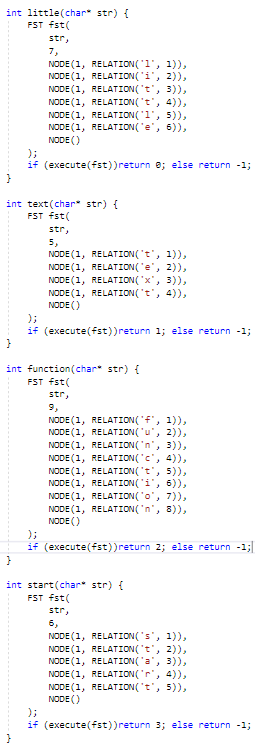 int little(char* str) {
FST fst(
str,
7,
NODE(1, RELATION('l', 1)),
NODE(1, RELATION('i', 2)),
NODE(1, RELATION('t', 3)),
NODE(1, RELATION('t', 4)),
NODE(1, RELATION('l', 5)),
NODE(1, RELATION('e', 6)),
NODE()
);
if (execute(fst))return 0; else return -1;
}
int text(char* str) {
FST fst(
str,
5,
NODE(1, RELATION('t', 1)),
NODE(1, RELATION('e', 2)),
NODE(1, RELATION('x', 3)),
NODE(1, RELATION('t', 4)),
NODE()
);
if (execute(fst))return 1; else return -1;
}
int function(char* str) {
FST fst(
str,
9,
NODE(1, RELATION('f', 1)),
NODE(1, RELATION('u', 2)),
NODE(1, RELATION('n', 3)),
NODE(1, RELATION('c', 4)),
NODE(1, RELATION('t', 5)),
NODE(1, RELATION('i', 6)),
NODE(1, RELATION('o', 7)),
NODE(1, RELATION('n', 8)),
NODE()
);
if (execute(fst))return 2; else return -1;
}
int start(char* str) {
FST fst(
str,
6,
NODE(1, RELATION('s', 1)),
NODE(1, RELATION('t', 2)),
NODE(1, RELATION('a', 3)),
NODE(1, RELATION('r', 4)),
NODE(1, RELATION('t', 5)),
NODE()
);
if (execute(fst))return 3; else return -1;
}